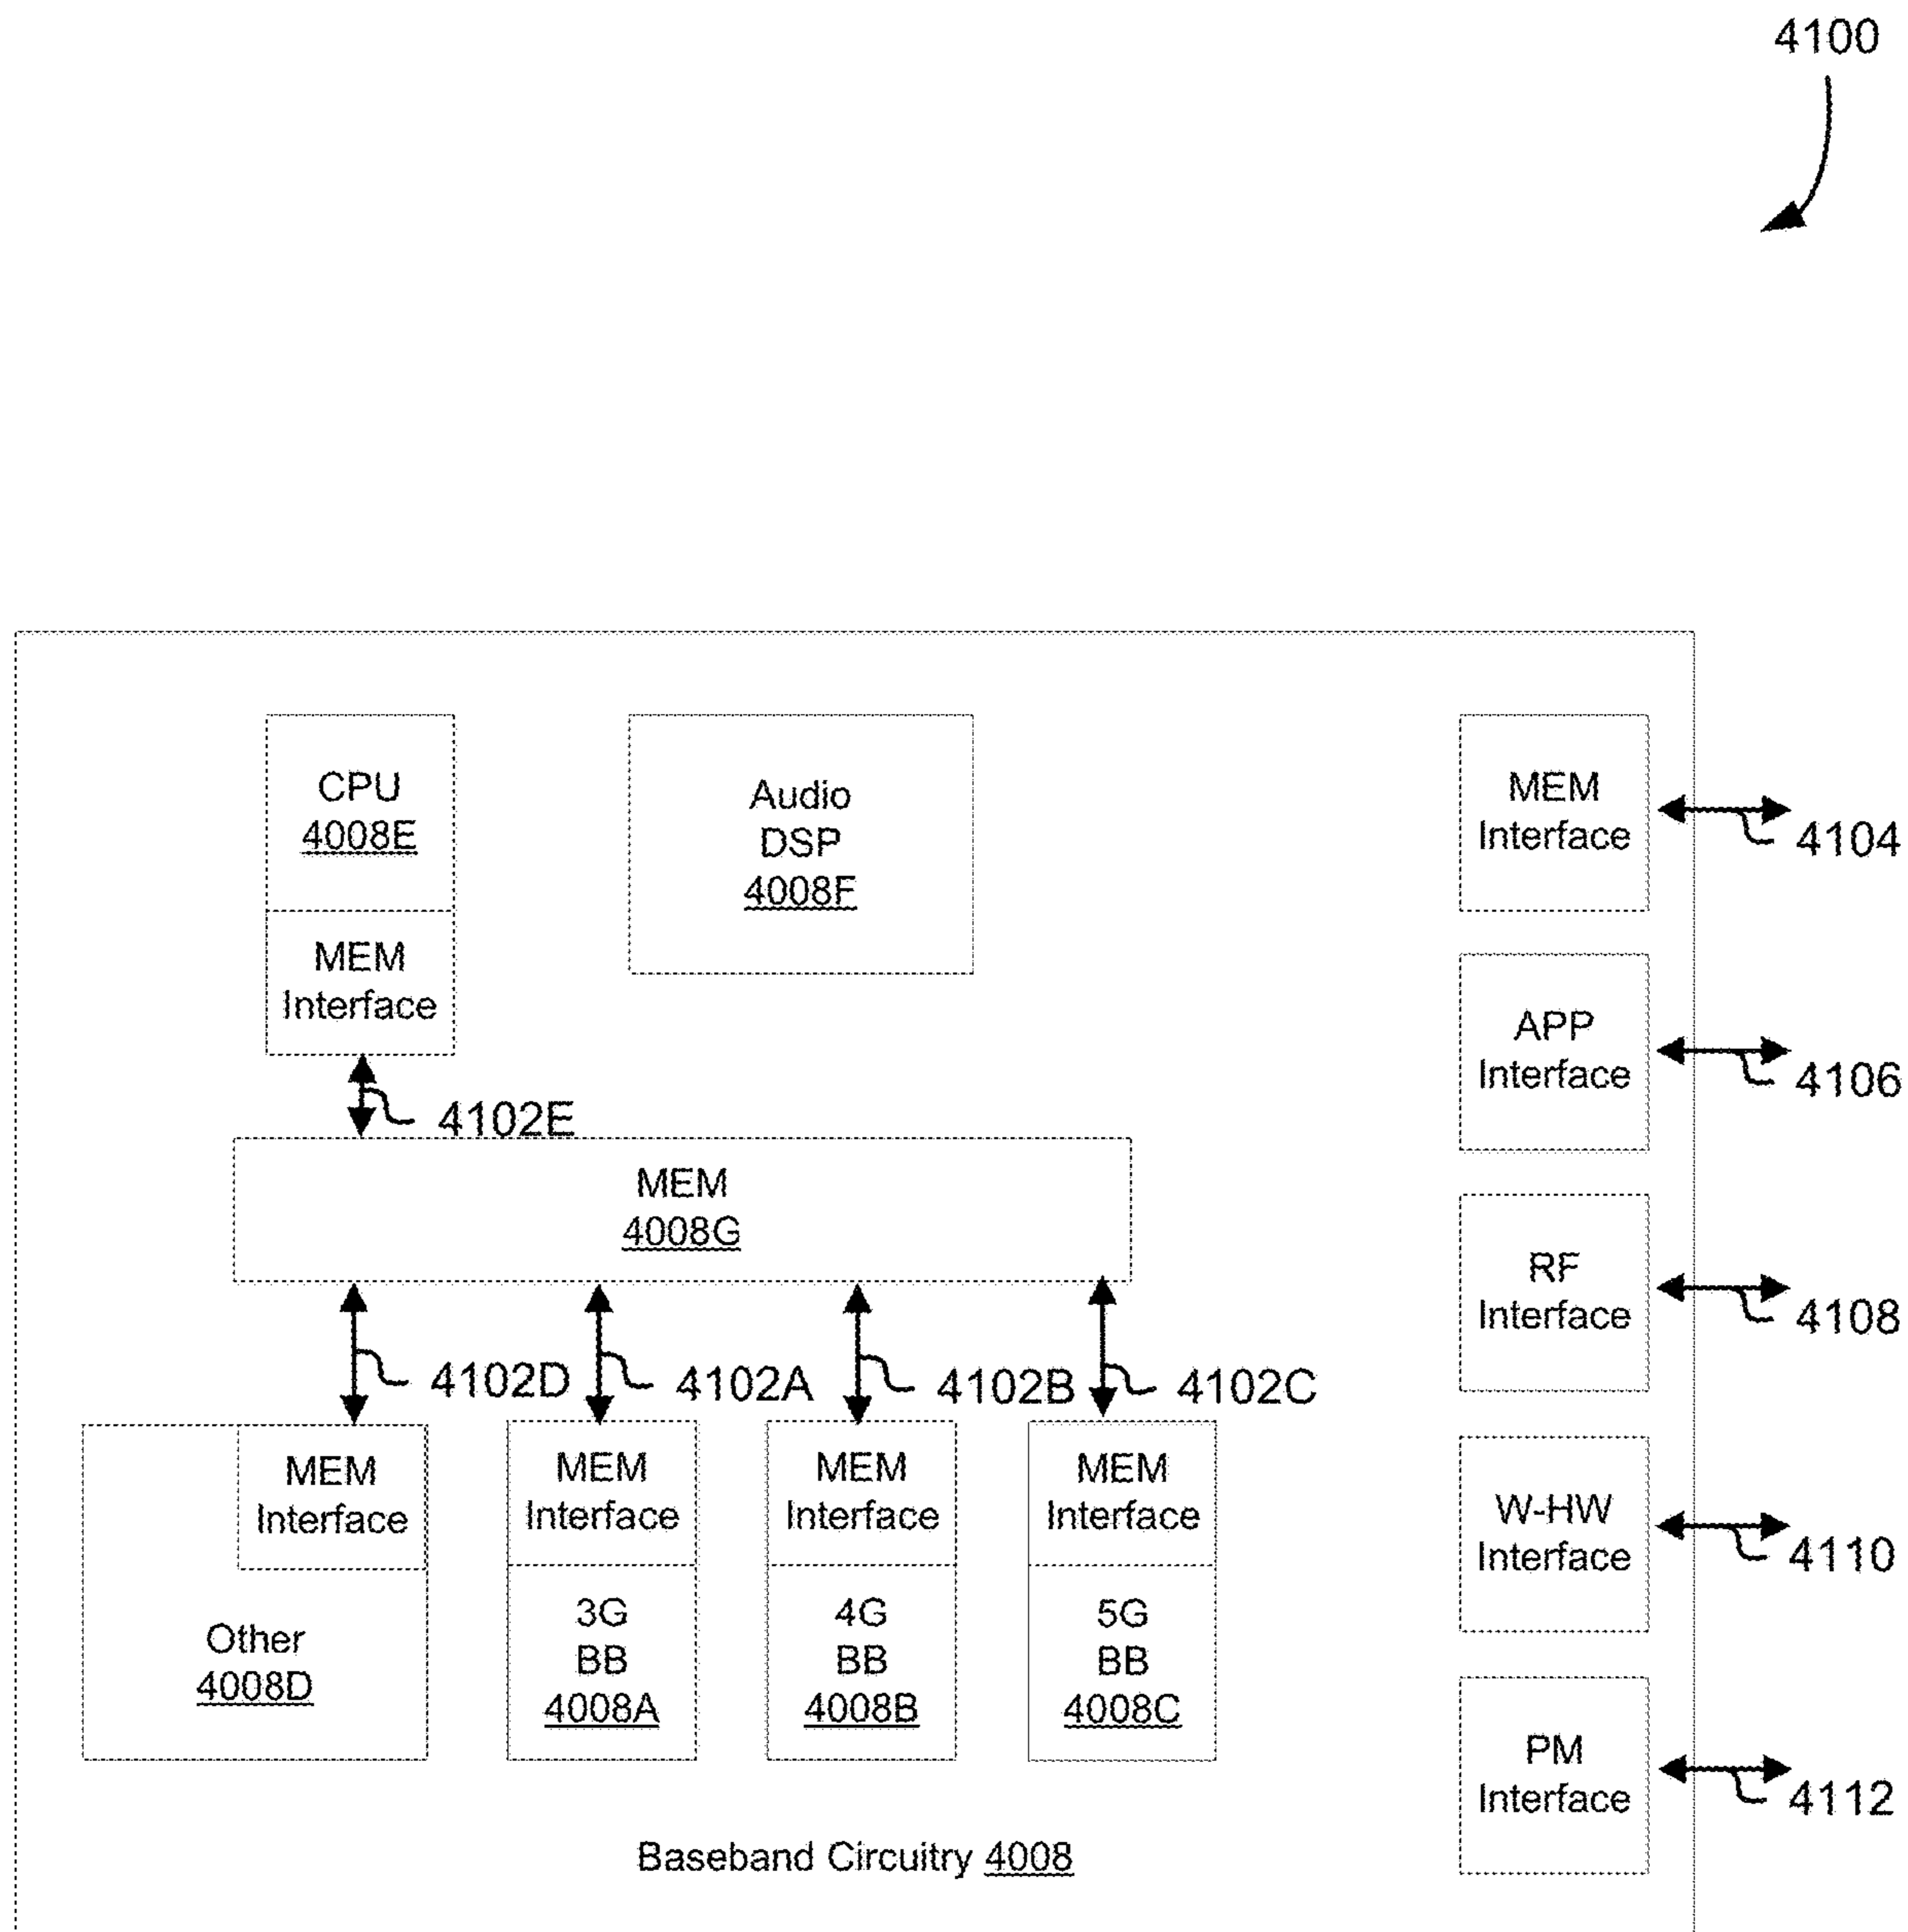 4100
CPU
4008E
MEM
Interface
Audio
DSP
4008F
MEM
Interface
4104
APP
Interface
4106
4102E
MEM
4008G
RF
Interface
4108
4102D
4102A
4102B
4102C
MEM
Interface
Other
4008D
MEM
Interface
3G
BB
4008A
MEM
Interface
4G
BB
4008B
MEM
Interface
5G
BB
4008C
W-HW
Interface
4110
PM
Interface
4112
Baseband Circuitry 4008